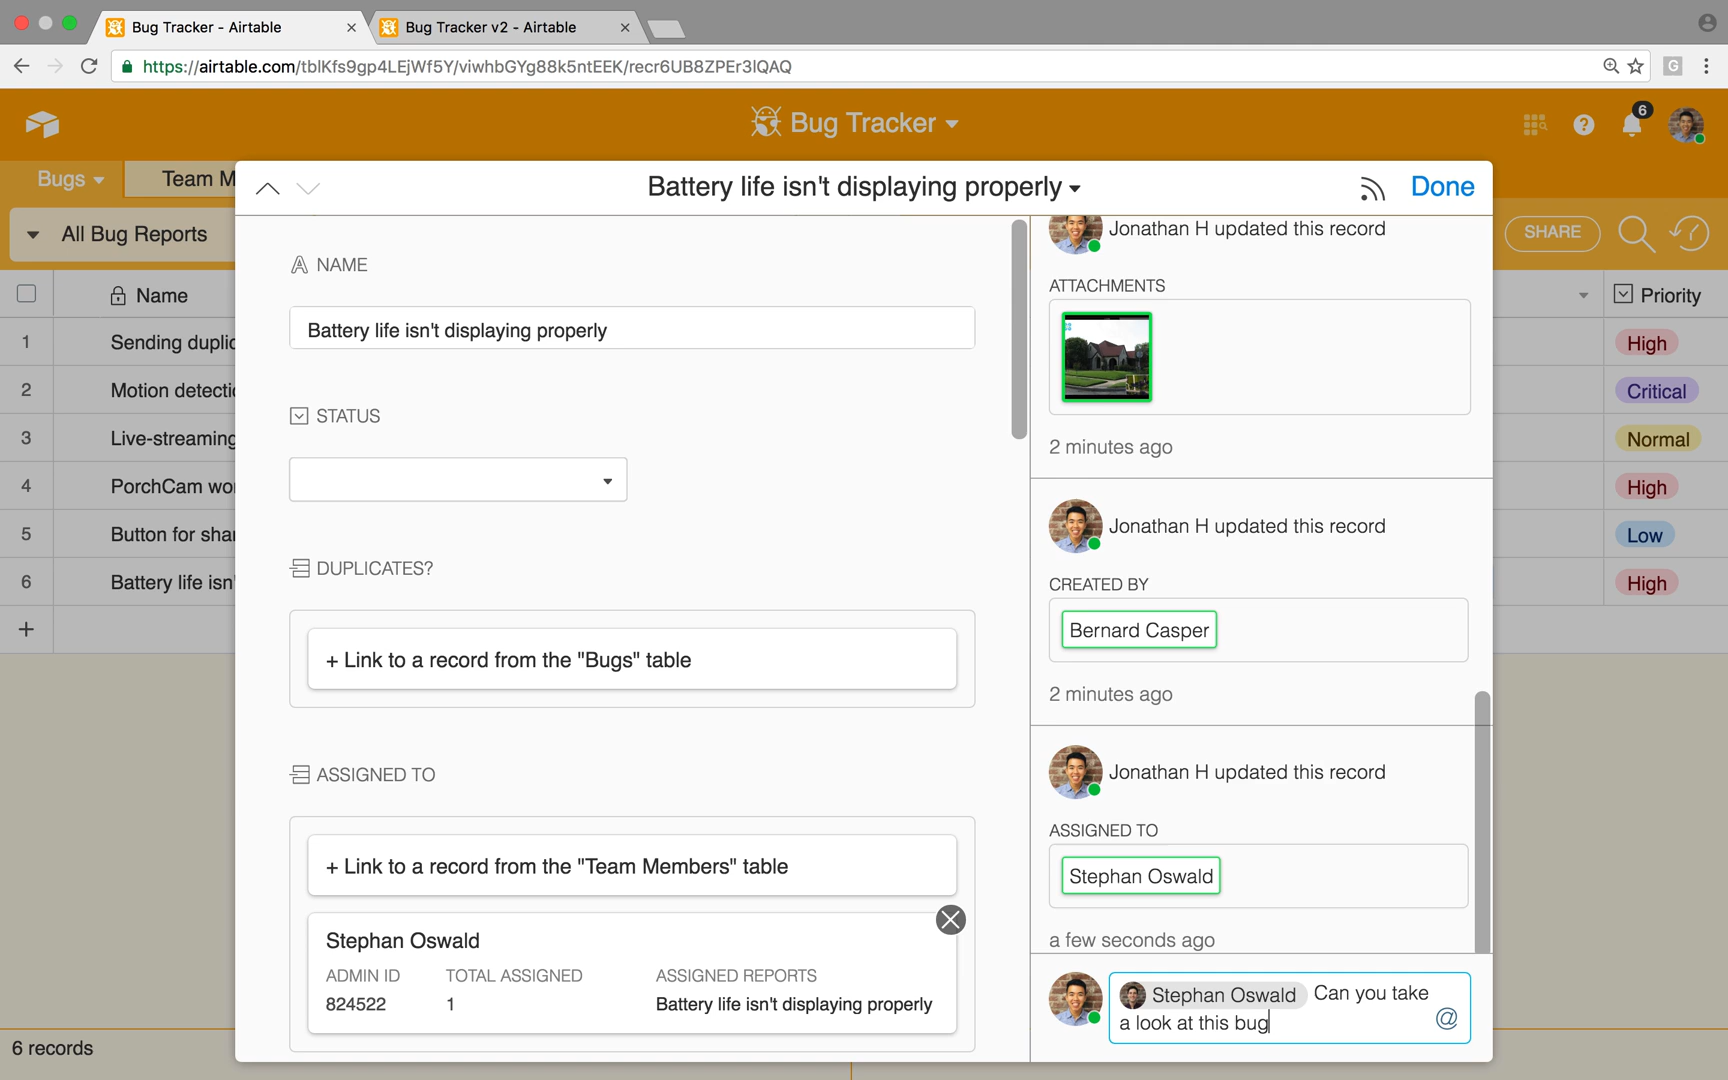 Bug Tracker - Airtable
Bug Tracker v2 - Airtable
https://airtable.com/tblKfs9gp4LEjWf5Y/viwhbGYg88k5ntEEK/recr6UB8ZPEr3IQAQ
G
Bug Tracker
?
6
Bugs
Team M
Battery life isn't displaying properly
Done
All Bug Reports
SHARE
Name
Priority
1
Sending duplic
High
2
Motion detecti
Critical
3
Live-streaming
Normal
4
PorchCam wor
High
5
Button for shar
Low
6
Battery life isn'
High
+
6 records
NAME
Battery life isn't displaying properly
STATUS
DUPLICATES?
+ Link to a record from the "Bugs" table
ASSIGNED TO
+ Link to a record from the "Team Members" table
Stephan Oswald
ADMIN ID TOTAL ASSIGNED ASSIGNED REPORTS
824522 1 Battery life isn't displaying properly
Jonathan H updated this record
ATTACHMENTS
2 minutes ago
Jonathan H updated this record
CREATED BY
Bernard Casper
2 minutes ago
Jonathan H updated this record
ASSIGNED TO
Stephan Oswald
a few seconds ago
Stephan Oswald Can you take
a look at this bug
@